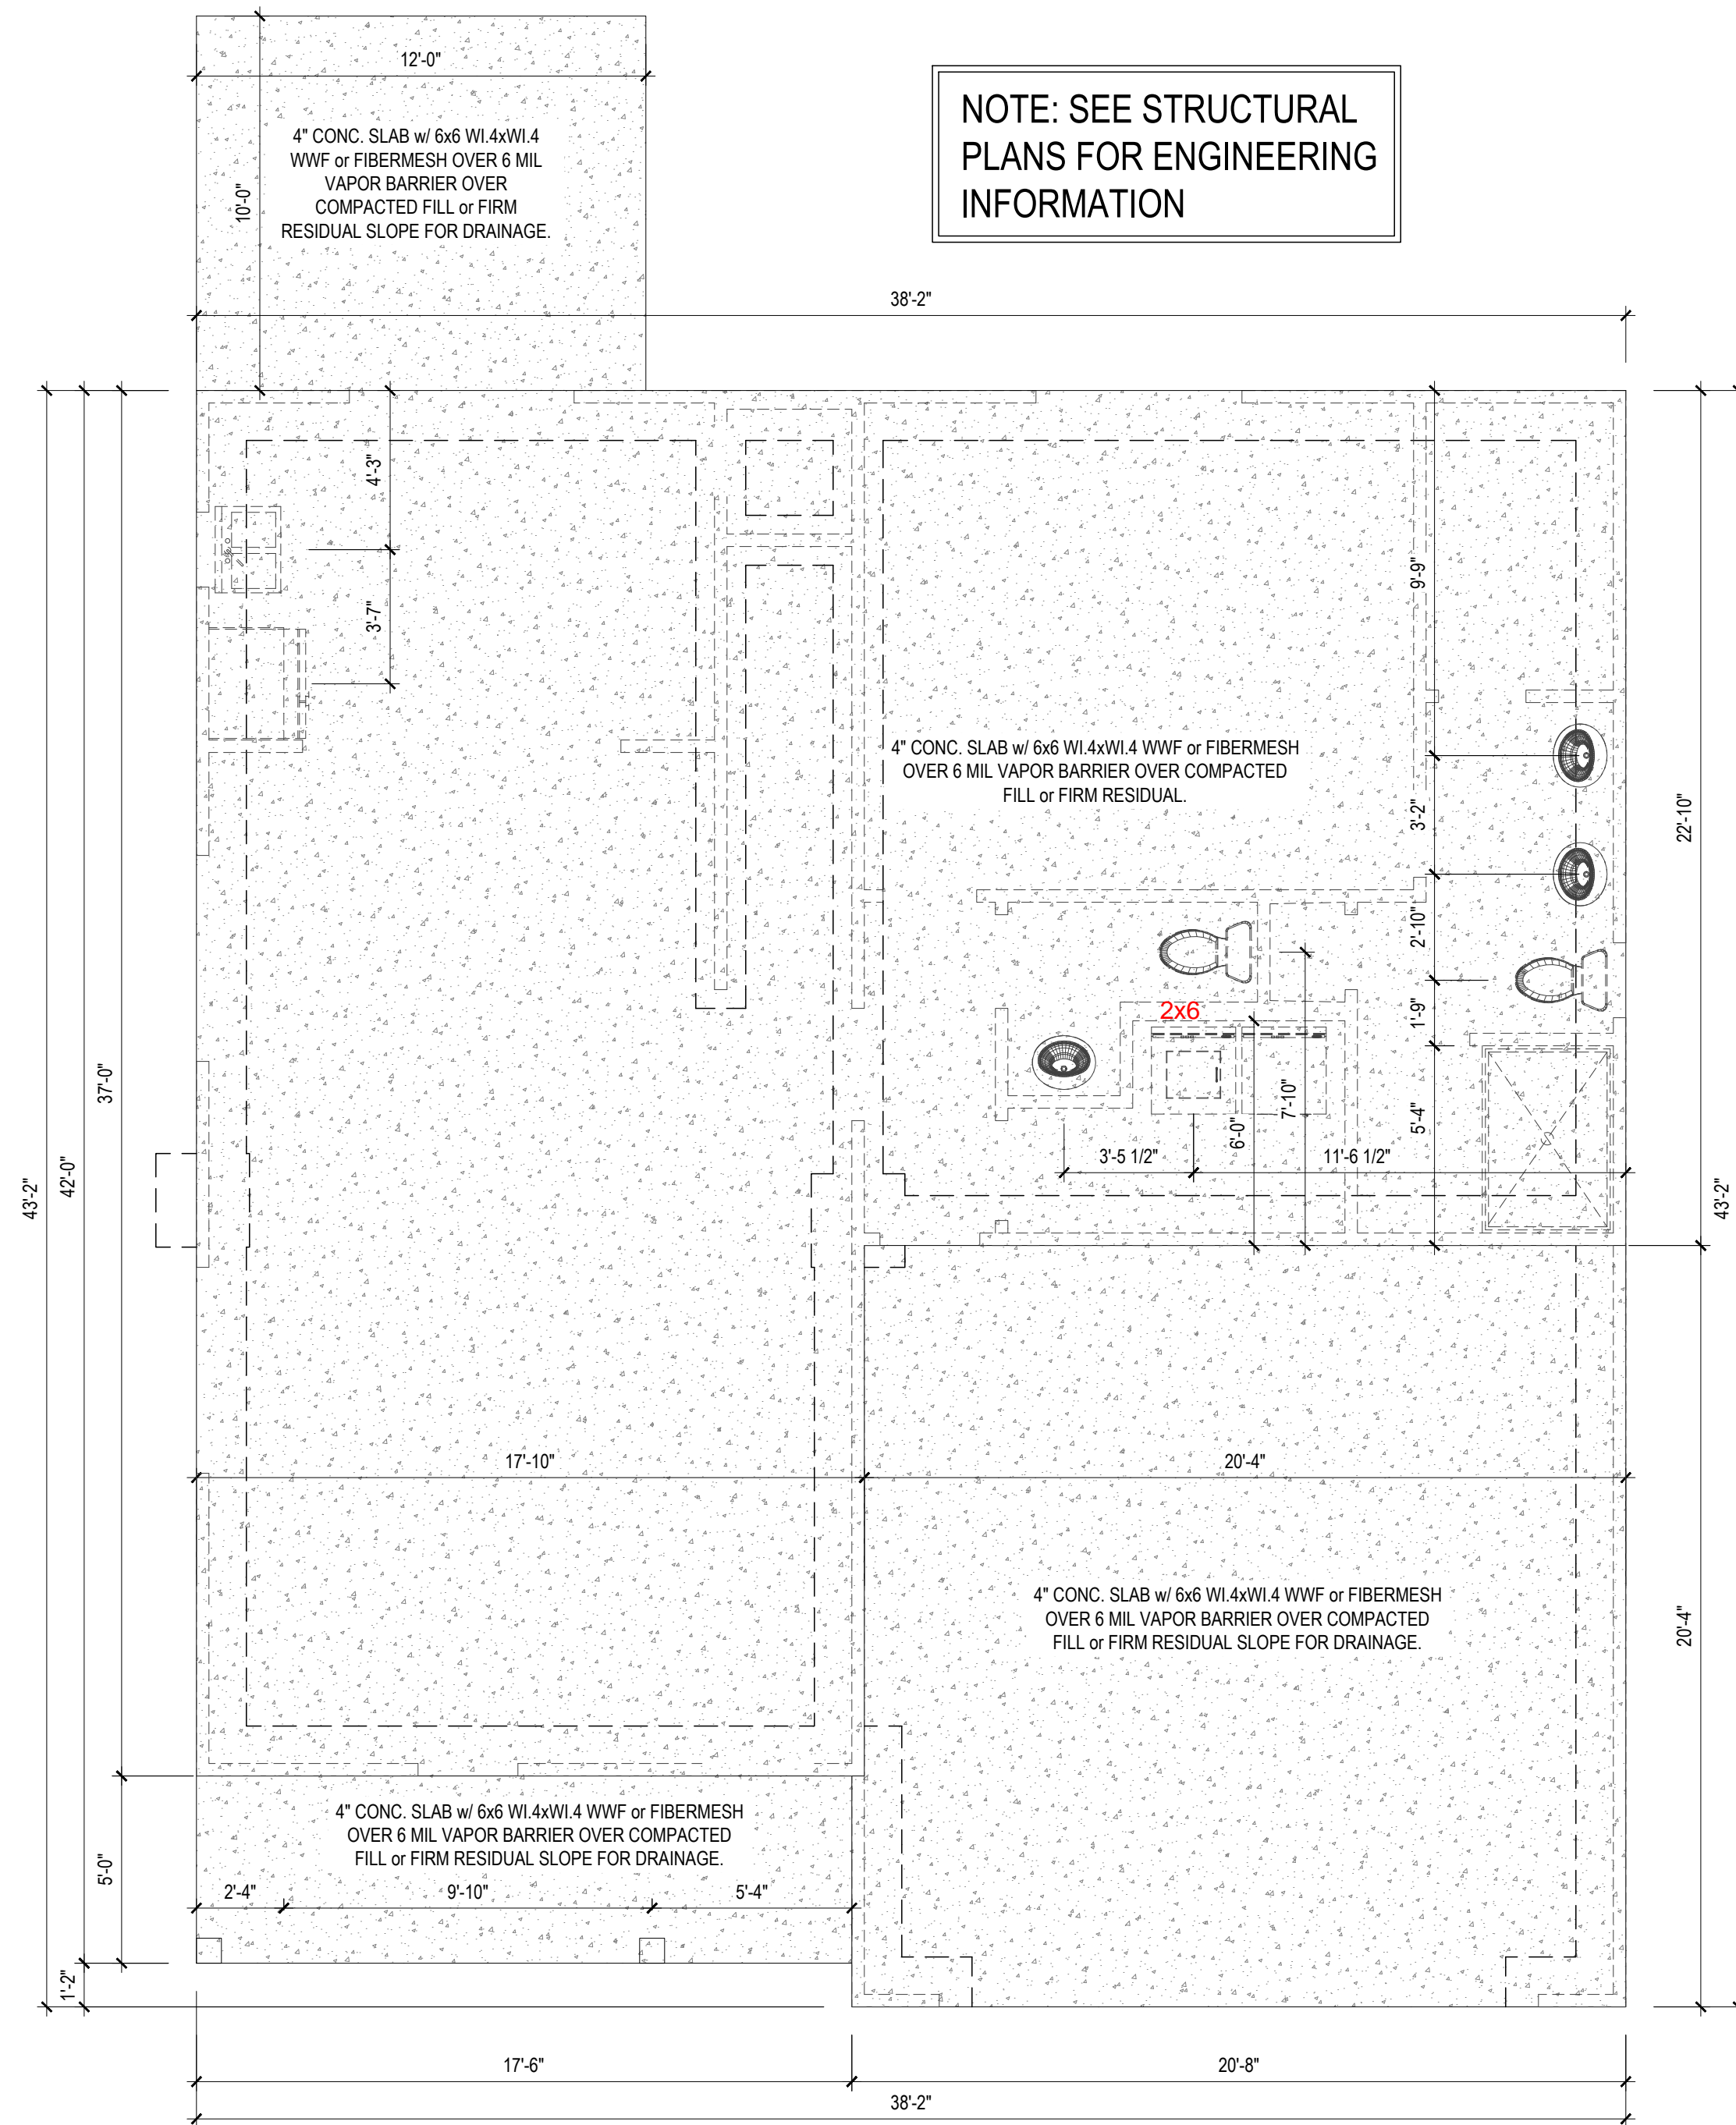 12'-0"
4" CONC. SLAB w/ 6x6 WI.4xWI.4
WWF or FIBERMESH OVER 6 MIL
VAPOR BARRIER OVER
COMPACTED FILL or FIRM
RESIDUAL SLOPE FOR DRAINAGE.
10'-0"
NOTE: SEE STRUCTURAL
PLANS FOR ENGINEERING
INFORMATION
38'-2"
4'-3"
3'-7"
9'-9"
4" CONC. SLAB w/ 6x6 WI.4xWI.4 WWF or FIBERMESH
OVER 6 MIL VAPOR BARRIER OVER COMPACTED
FILL or FIRM RESIDUAL.
3'-2"
22'-10"
2'-10"
2x6
1'-9"
37'-0"
7'-10"
6'-0"
5'-4"
3'-5 1/2"
11'-6 1/2"
42'-0"
43'-2"
43'-2"
17'-10"
20'-4"
4" CONC. SLAB w/ 6x6 WI.4xWI.4 WWF or FIBERMESH
OVER 6 MIL VAPOR BARRIER OVER COMPACTED
FILL or FIRM RESIDUAL SLOPE FOR DRAINAGE.
20'-4"
4" CONC. SLAB w/ 6x6 WI.4xWI.4 WWF or FIBERMESH
OVER 6 MIL VAPOR BARRIER OVER COMPACTED
FILL or FIRM RESIDUAL SLOPE FOR DRAINAGE.
5'-0"
2'-4"
9'-10"
5'-4"
1'-2"
17'-6"
20'-8"
38'-2"